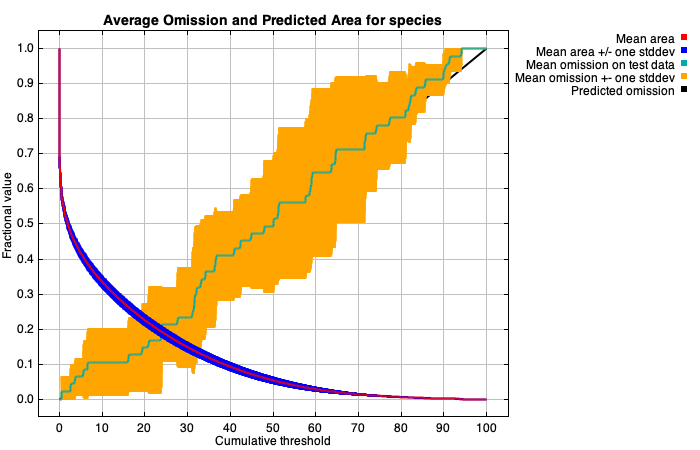 Average Omission and Predicted Area for species
Mean area
Mean area +/- one stddev
Mean omission on test data
Mean omission +- one stddev
Predicted omission
Fractional value
1.0
0.9
0.8
0.7
0.6
0.5
0.4
0.3
0.2
0.1
0.0
0 10 20 30 40 50 60 70 80 90 100
Cumulative threshold